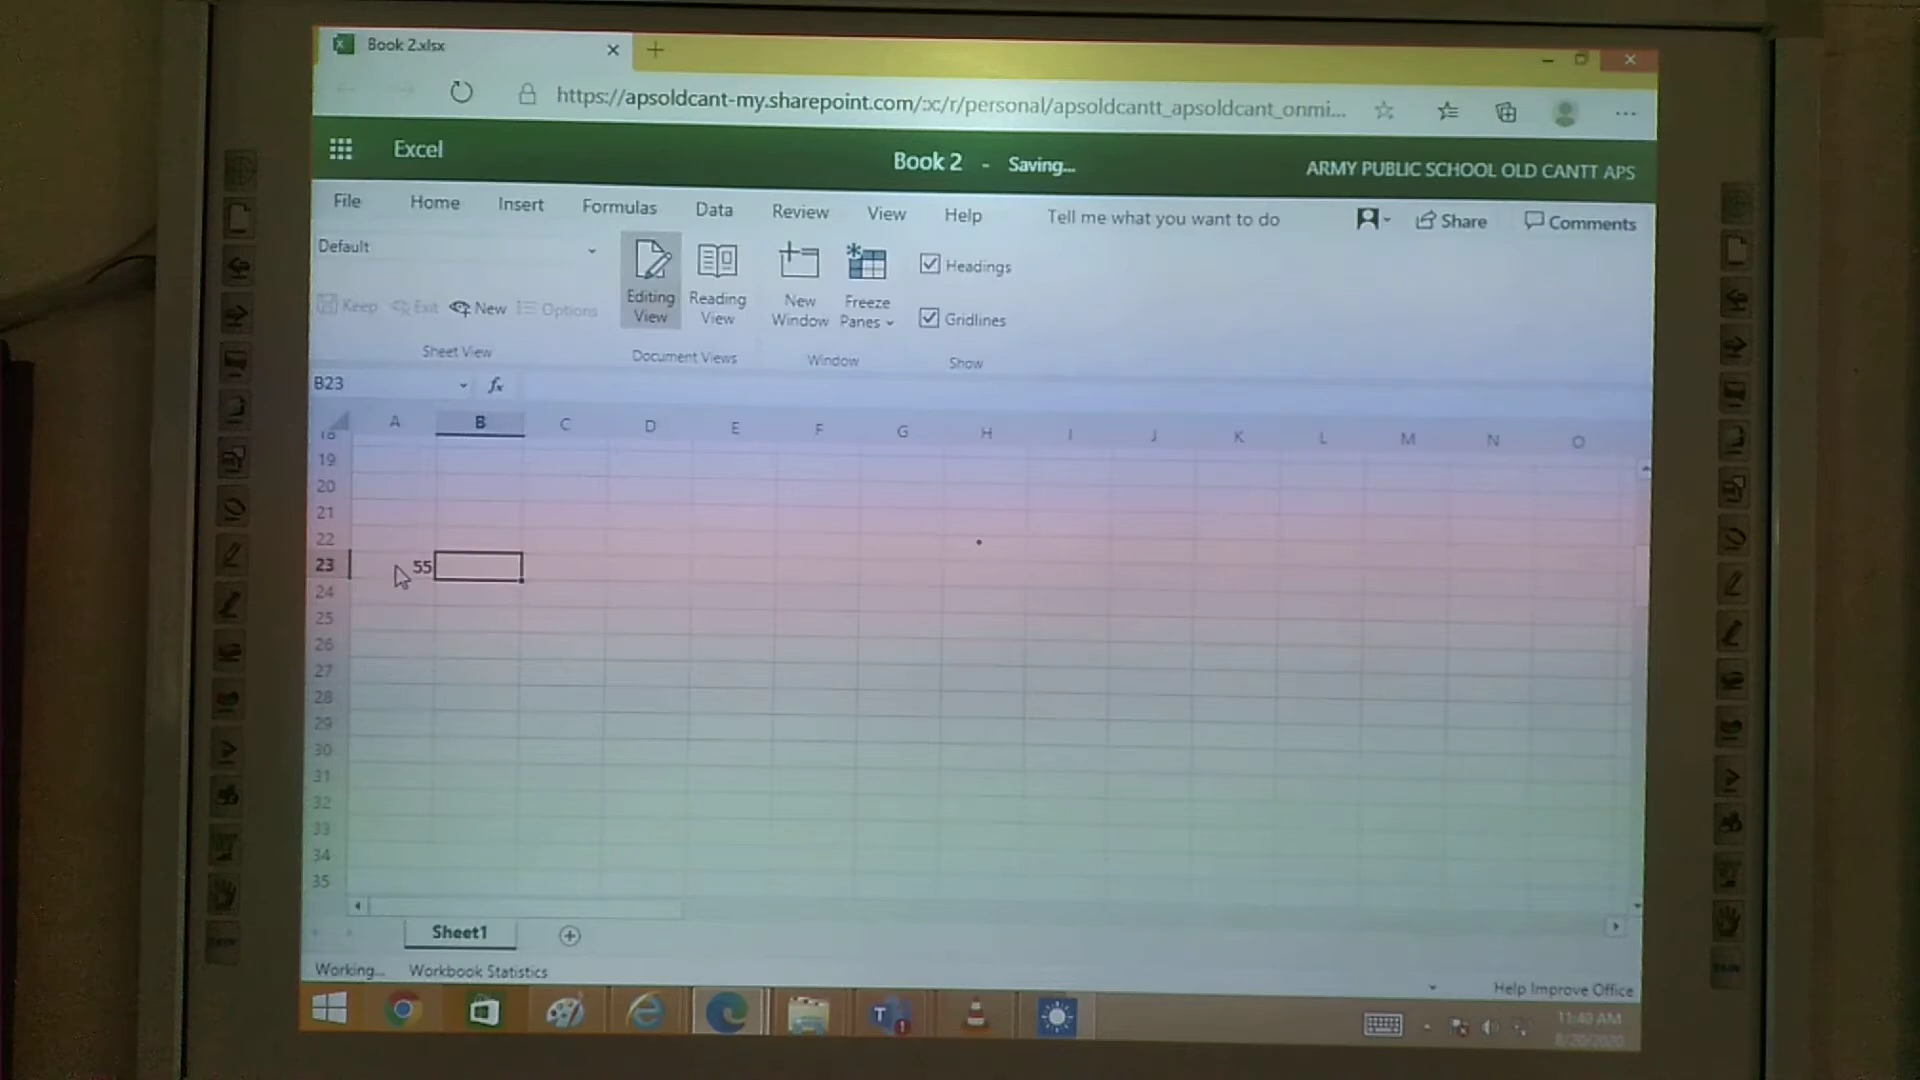 Book 2.xlsx
https://apsoldcant-my.sharepoint.com/:x:/r/personal/apsoldcantt_apsoldcant_onmi...
Excel
Book 2 - Saving...
ARMY PUBLIC SCHOOL OLD CANTT APS
File Home Insert Formulas Data Review View Help Tell me what you want to do Share Comments
Default
Keep Exit New Options
Sheet View
Editing View
Reading View
Document Views
New Window
Freeze Panes
Window
Headings
Gridlines
Show
B23 fx
A B C D E F G H I J K L M N O
18
19
20
21
22
23 55
24
25
26
27
28
29
30
31
32
33
34
35
Sheet1
Working... Workbook Statistics
Help Improve Office
11:40 AM
8/20/2020